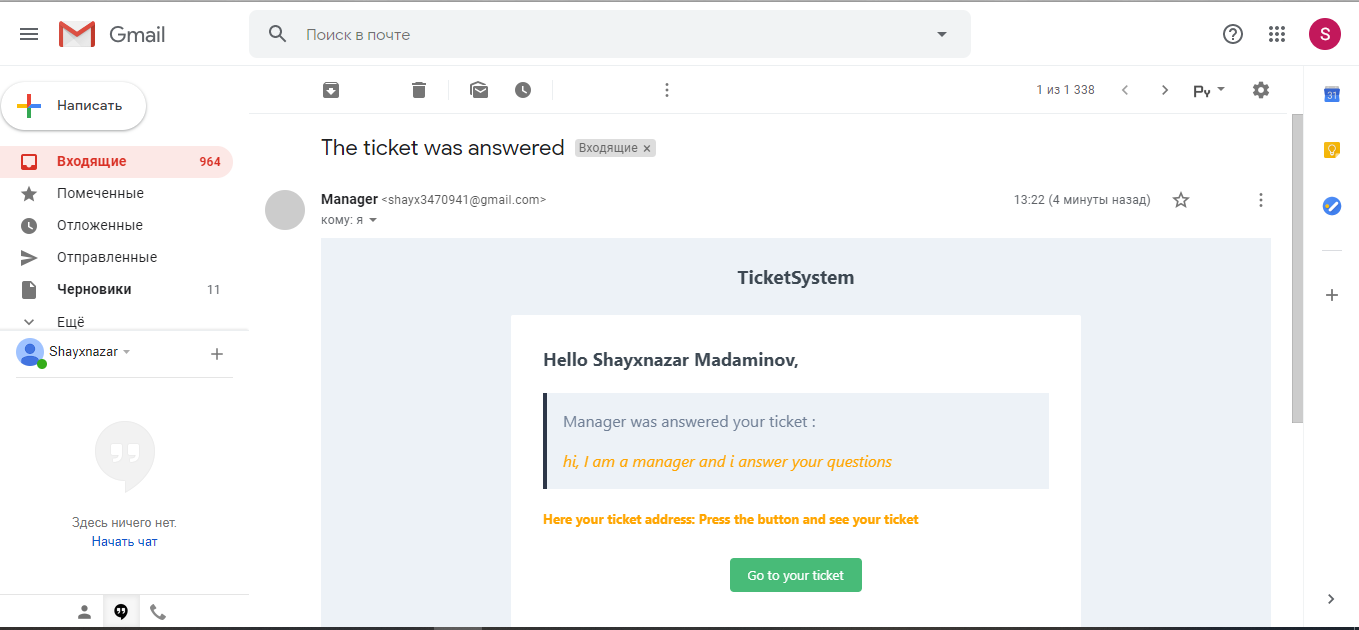 Gmail
Поиск в почте
S
Написать
1 из 1 338
Ру
31
The ticket was answered Входящие ×
Входящие 964
Помеченные
Отложенные
Отправленные
Черновики 11
Ещё
Manager <shayx3470941@gmail.com> 13:22 (4 минуты назад)
кому: я
TicketSystem
Shayxnazar
Hello Shayxnazar Madaminov,
Manager was answered your ticket :
hi, I am a manager and i answer your questions
Here your ticket address: Press the button and see your ticket
Go to your ticket
Здесь ничего нет.
Начать чат